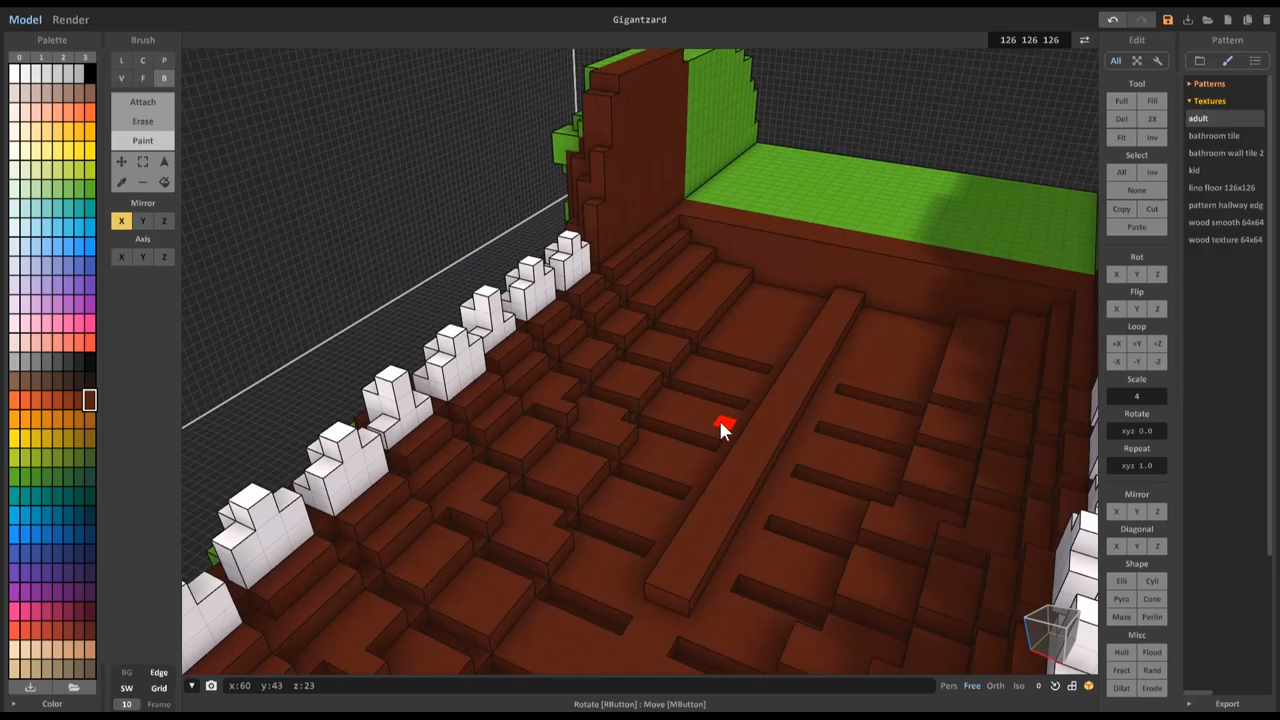 Model Render
Gigantzard
Palette
Brush
126 126 126
Edit
Pattern
0 1 2 3
L C P
V F B
All
Attach
Erase
Paint
Tool
Full Fill
Del 2X
Fit Inv
Patterns
Textures
adult
bathroom tile
bathroom wall tile 2
kid
lino floor 126x126
pattern hallway edg
wood smooth 64x64
wood texture 64x64
Select
All Inv
None
Copy Cut
Paste
Mirror
X Y Z
Axis
X Y Z
Rot
X Y Z
Flip
X Y Z
Loop
+X +Y +Z
-X -Y -Z
Scale
4
Rotate
xyz 0.0
Repeat
xyz 1.0
Mirror
X Y Z
Diagonal
X Y Z
Shape
Elli Cyli
Pyra Cone
Maze Perlin
Misc
Hull Flood
Fract Rand
Dilat Erode
BG Edge
SW Grid
10 Frame
Color
x:60 y:43 z:23
Pers Free Orth Iso 0
Export
Rotate [RButton] : Move [MButton]